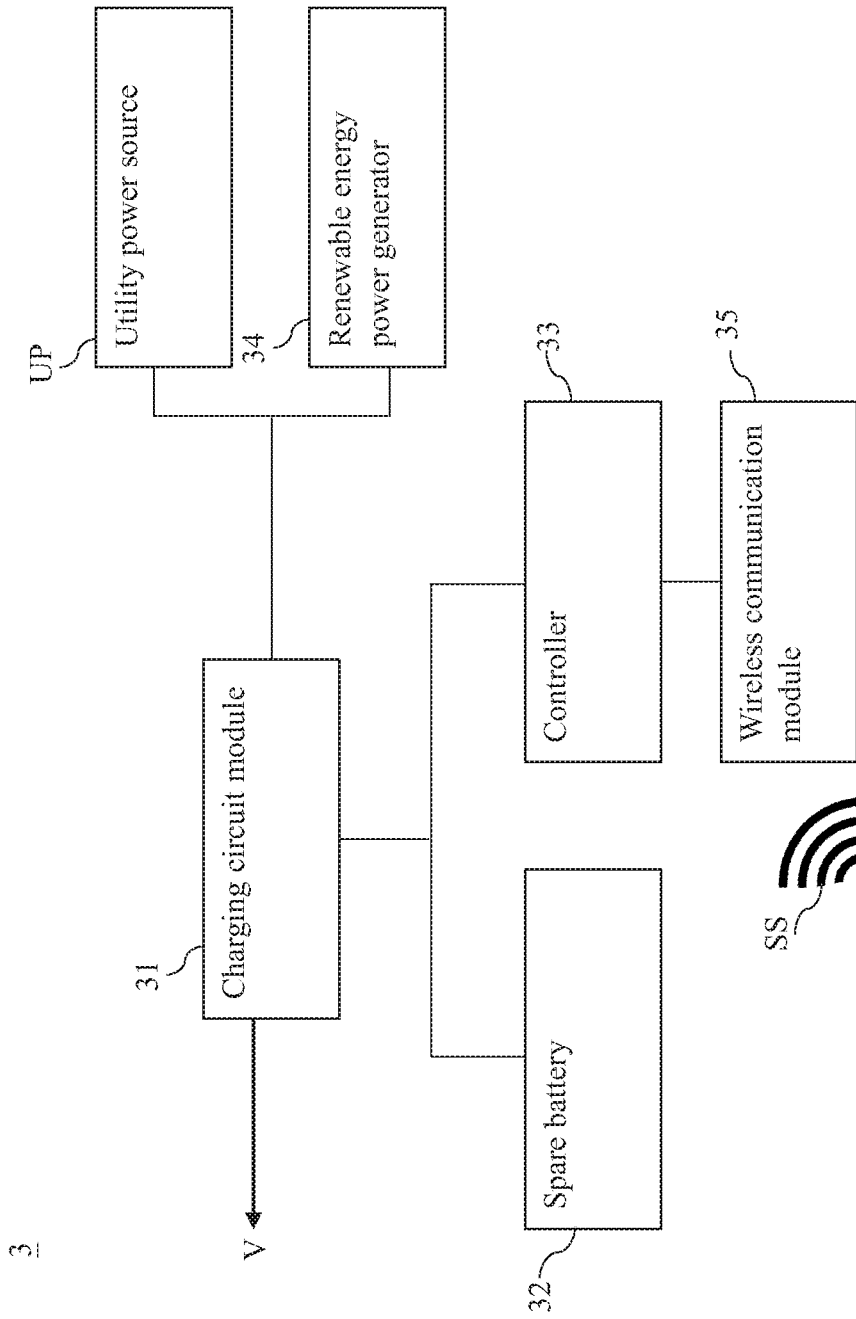 3
UP
Utility power source
34
Renewable energy
power generator
31
Charging circuit module
V
33
Controller
32
Spare battery
35
Wireless communication
module
SS